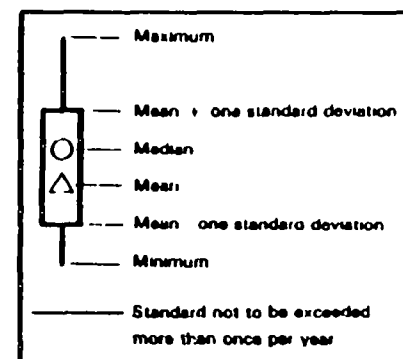 Maximum
Mean + one standard deviation
Median
Mean
Mean one standard deviation
Minimum
Standard not to be exceeded
more than once per year